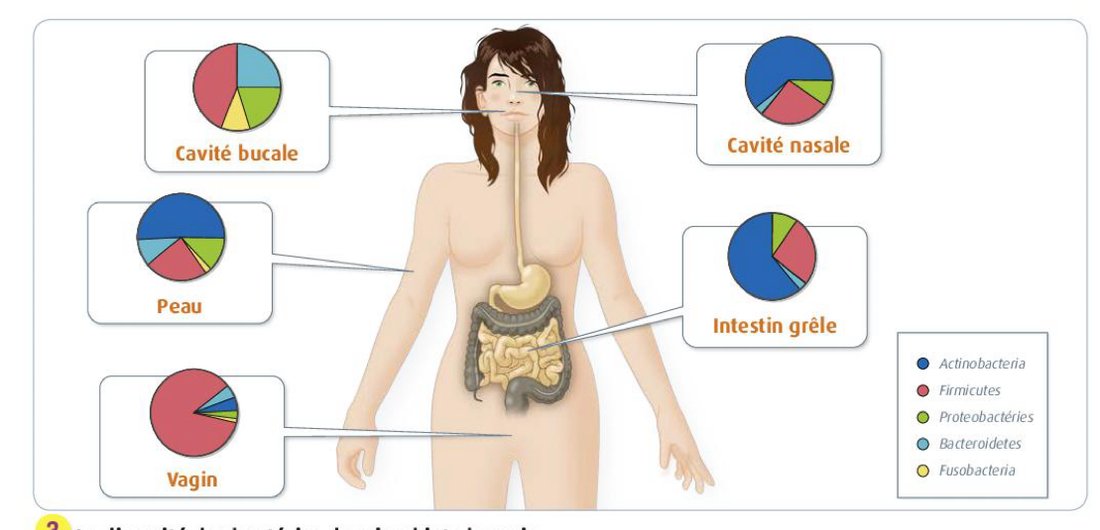 Cavité bucale
Cavité nasale
Peau
Intestin grêle
Vagin
Actinobacteria
Firmicutes
Proteobactéries
Bacteroidetes
Fusobacteria